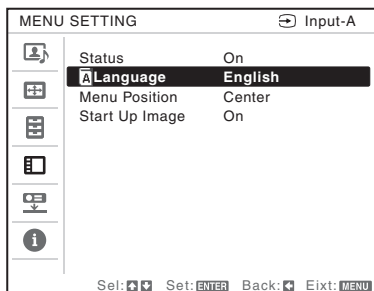 MENU SETTING Input-A
Status On
A Language English
Menu Position Center
Start Up Image On
Sel: Set: ENTER Back: Eixt: MENU